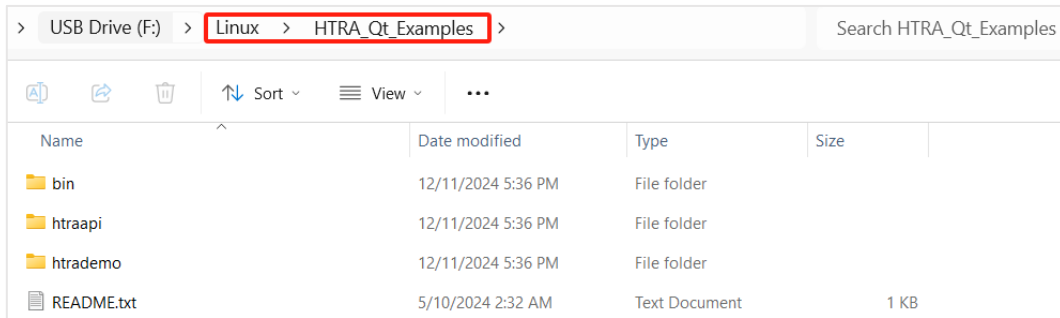 USB Drive (F:) > Linux > HTRA_Qt_Examples > Search HTRA_Qt_Examples
Sort View
Name Date modified Type Size
bin 12/11/2024 5:36 PM File folder
htraapi 12/11/2024 5:36 PM File folder
htrademo 12/11/2024 5:36 PM File folder
README.txt 5/10/2024 2:32 AM Text Document 1 KB